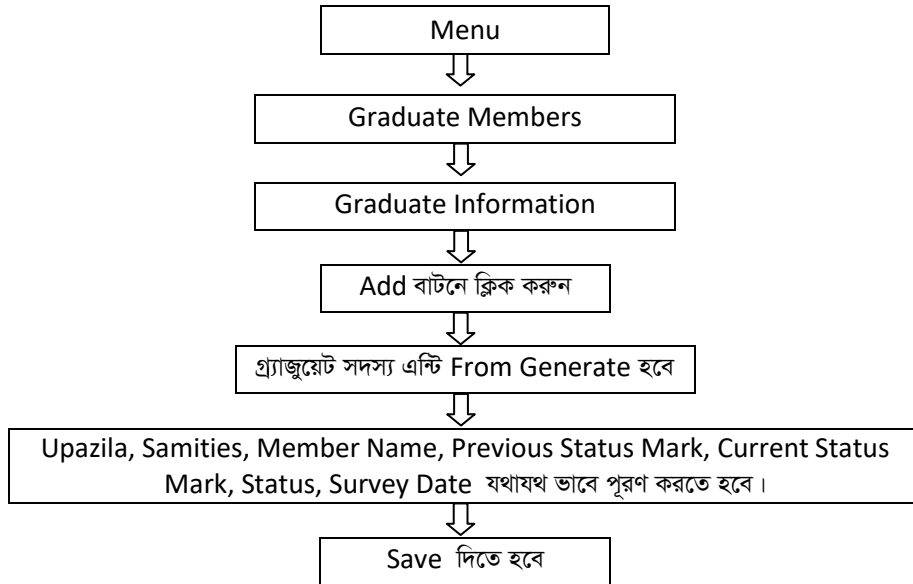 Menu
Graduate Members
Graduate Information
Add বাটনে ক্লিক করুন
গ্র্যাজুয়েট সদস্য এন্টি From Generate হবে
Upazila, Samities, Member Name, Previous Status Mark, Current Status
Mark, Status, Survey Date যথাযথ ভাবে পূরণ করতে হবে।
Save দিতে হবে